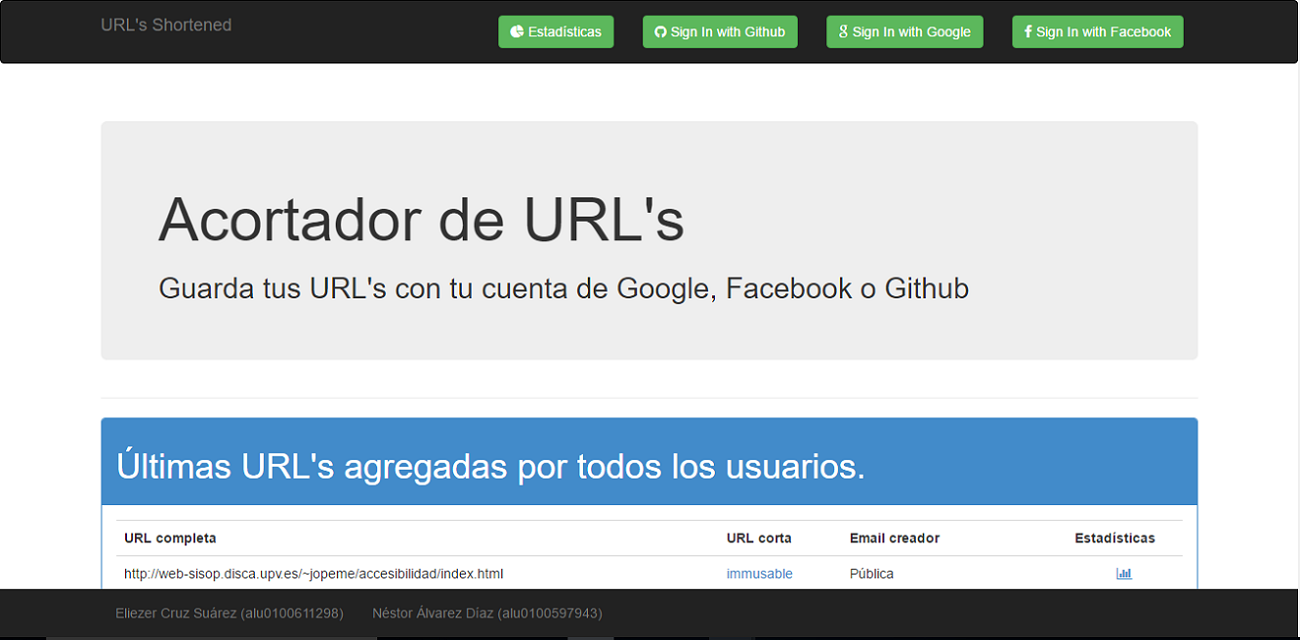 URL's Shortened Estadísticas Sign In with Github Sign In with Google Sign In with Facebook
Acortador de URL's
Guarda tus URL's con tu cuenta de Google, Facebook o Github
Últimas URL's agregadas por todos los usuarios.
URL completa URL corta Email creador Estadísticas
http://web-sisop.disca.upv.es/~jopeme/accesibilidad/index.html immusable Pública
Eliezer Cruz Suárez (alu0100611298) Néstor Álvarez Díaz (alu0100597943)